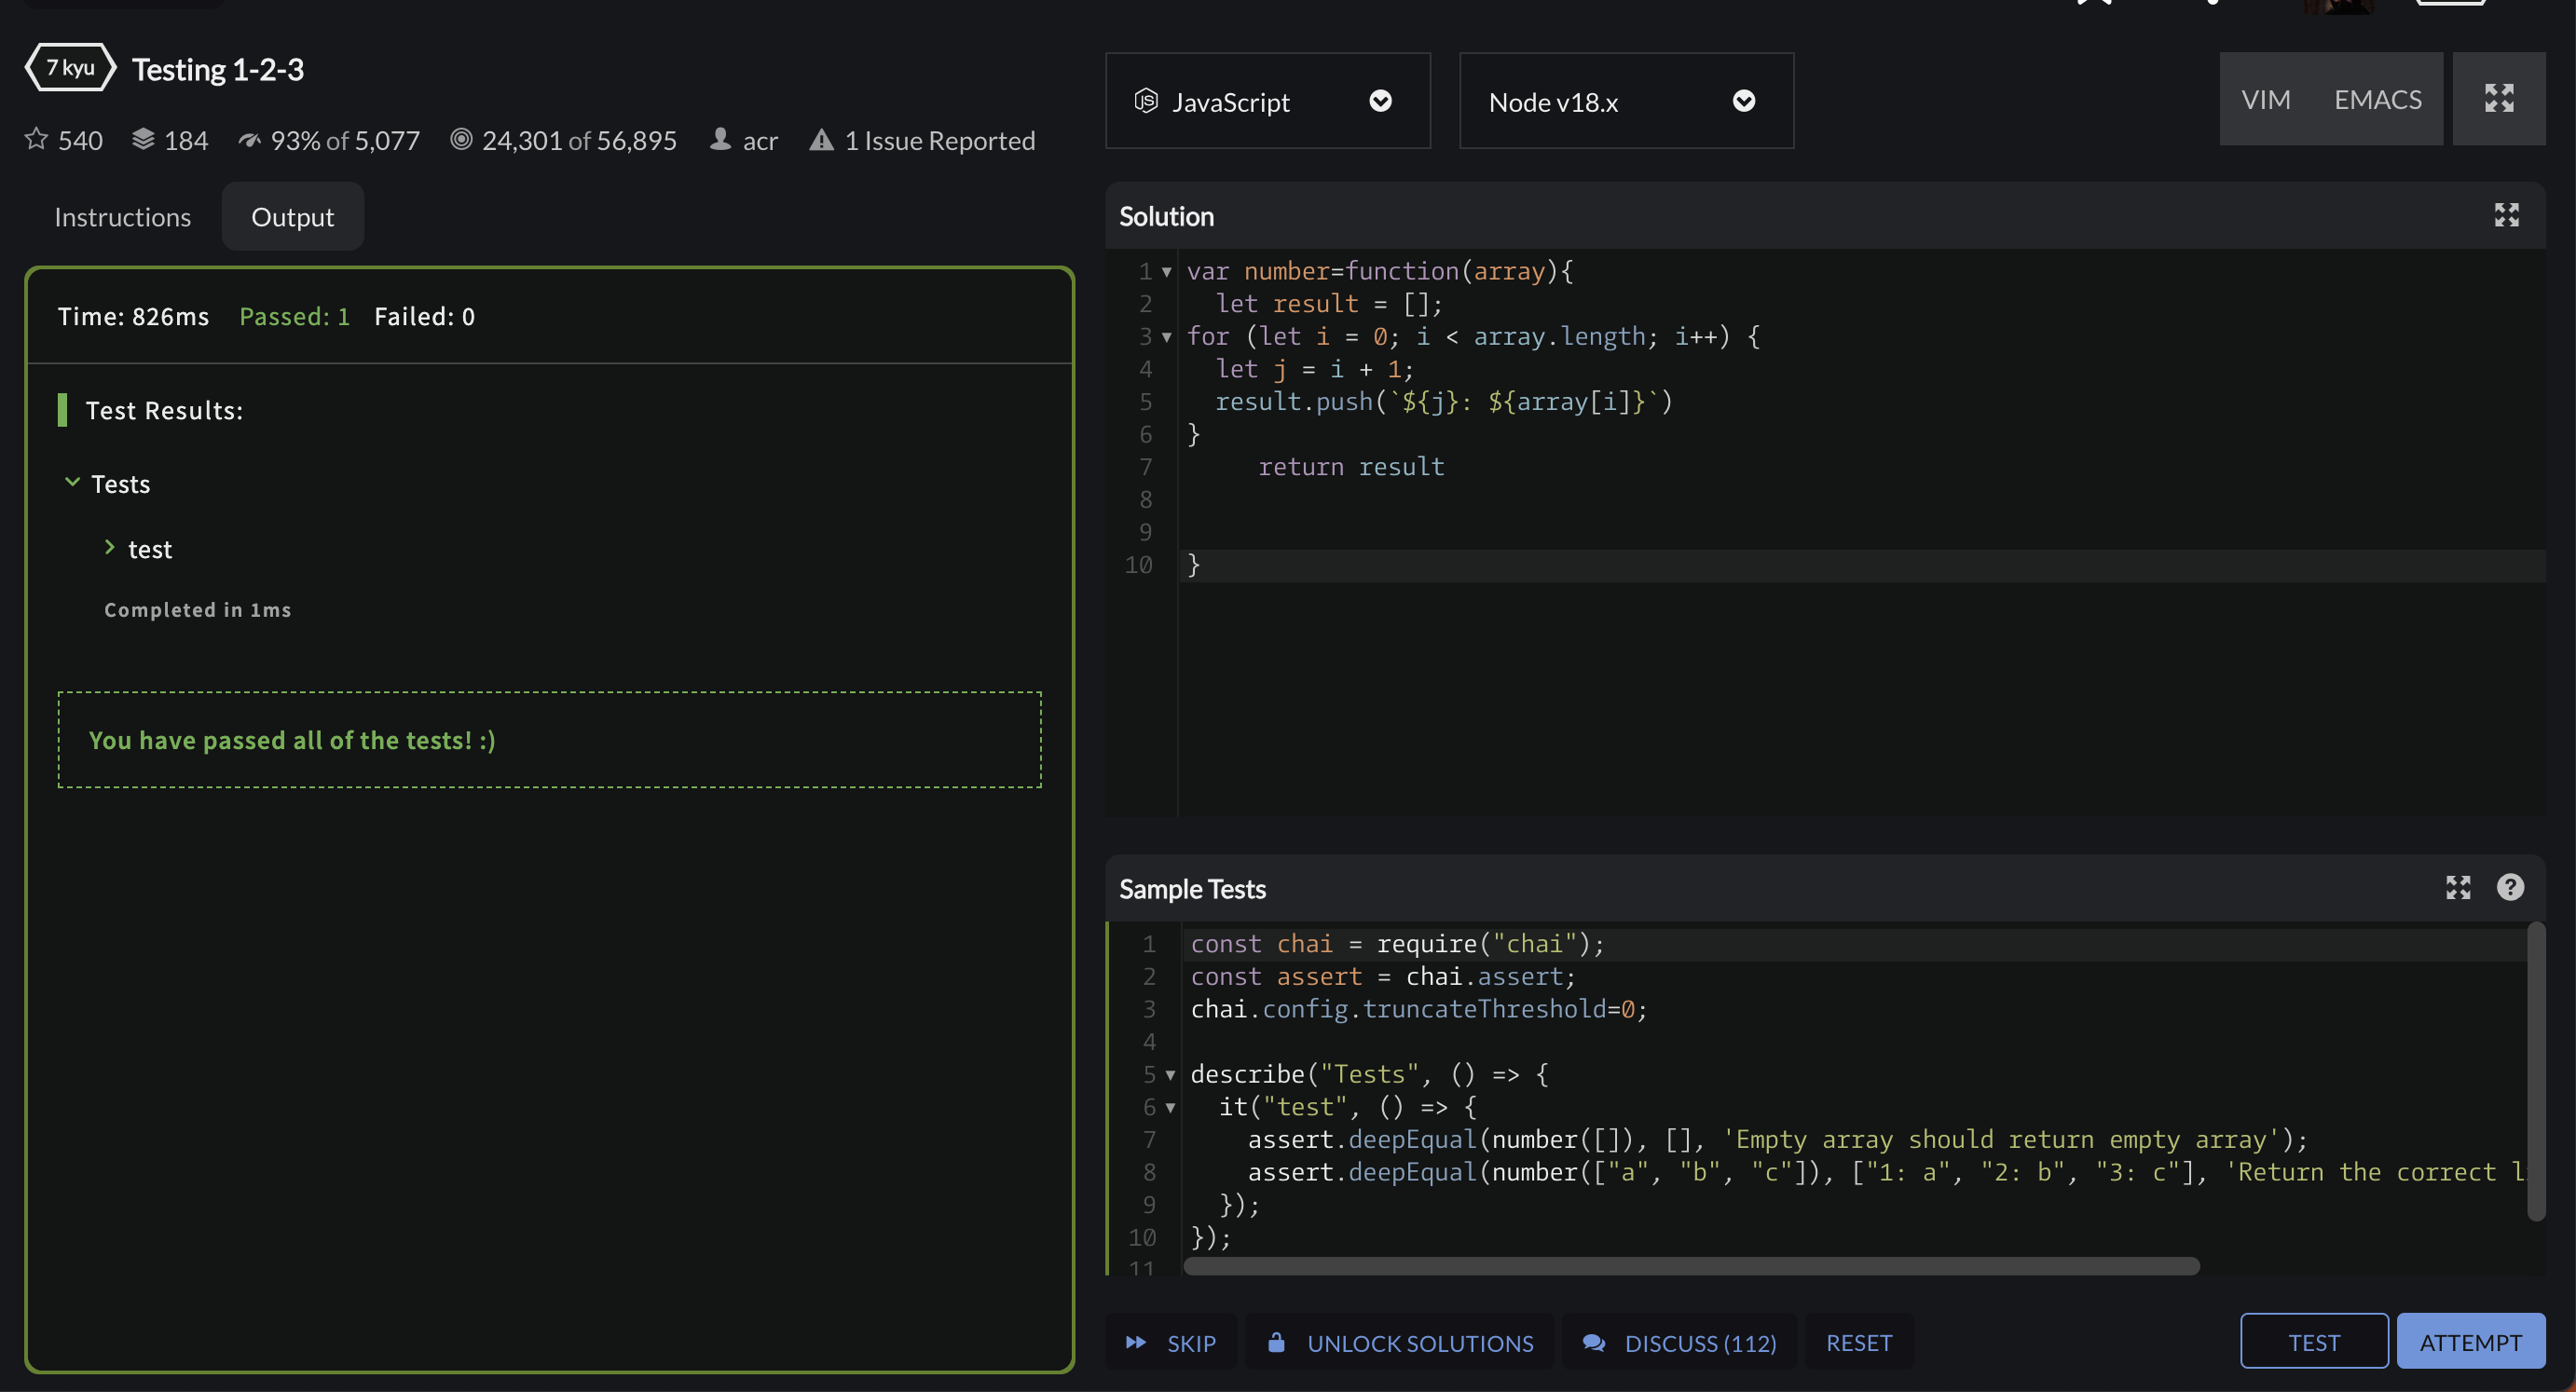 7 kyu Testing 1-2-3
540 184 93% of 5,077 24,301 of 56,895 acr 1 Issue Reported
Instructions Output
Time: 826ms Passed: 1 Failed: 0
Test Results:
Tests
test
Completed in 1ms
You have passed all of the tests! :)
JavaScript Node v18.x VIM EMACS
Solution
1 var number=function(array){
2   let result = [];
3 for (let i = 0; i < array.length; i++) {
4   let j = i + 1;
5   result.push(`${j}: ${array[i]}`)
6 }
7      return result
8
9
10 }
Sample Tests
1 const chai = require("chai");
2 const assert = chai.assert;
3 chai.config.truncateThreshold=0;
4
5 describe("Tests", () => {
6   it("test", () => {
7     assert.deepEqual(number([]), [], 'Empty array should return empty array');
8     assert.deepEqual(number(["a", "b", "c"]), ["1: a", "2: b", "3: c"], 'Return the correct l
9   });
10 });
11
SKIP UNLOCK SOLUTIONS DISCUSS (112) RESET TEST ATTEMPT